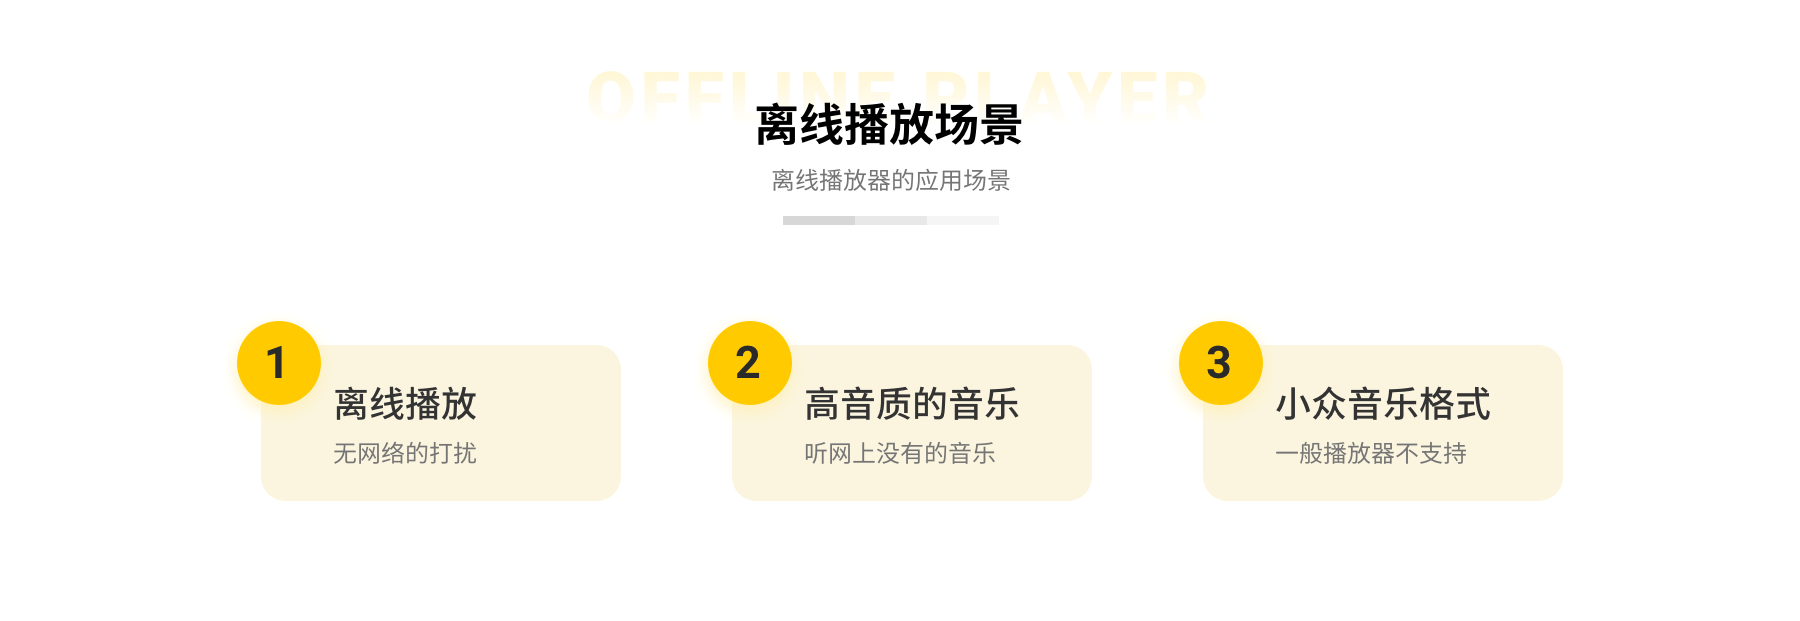 OFFLINE PLAYER
离线播放场景
离线播放器的应用场景
1
离线播放
无网络的打扰
2
高音质的音乐
听网上没有的音乐
3
小众音乐格式
一般播放器不支持